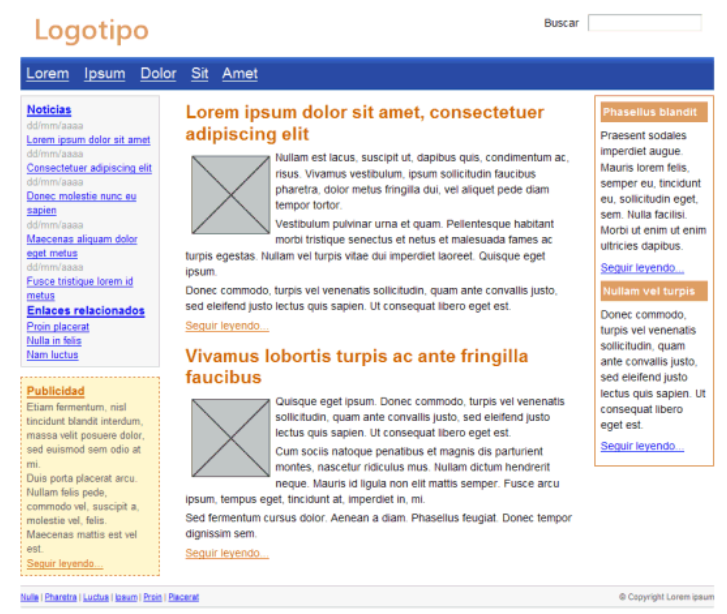 Logotipo
Buscar
Lorem Ipsum Dolor Sit Amet
Noticias
dd/mm/aaaa
Lorem ipsum dolor sit amet
dd/mm/aaaa
Consectetuer adipiscing elit
dd/mm/aaaa
Donec molestie nunc eu
sapien
dd/mm/aaaa
Maecenas aliquam dolor
eget metus
dd/mm/aaaa
Fusce tristique lorem id
metus
Enlaces relacionados
Proin placerat
Nulla in felis
Nam luctus
Publicidad
Etiam fermentum, nisl
tincidunt blandit interdum,
massa velit posuere dolor,
sed euismod sem odio at
mi.
Duis porta placerat arcu.
Nullam felis pede,
commodo vel, suscipit a,
molestie vel, felis.
Maecenas mattis est vel
est.
Seguir leyendo...
Lorem ipsum dolor sit amet, consectetuer
adipiscing elit
Nullam est lacus, suscipit ut, dapibus quis, condimentum ac,
risus. Vivamus vestibulum, ipsum sollicitudin faucibus
pharetra, dolor metus fringilla dui, vel aliquet pede diam
tempor tortor.
Vestibulum pulvinar urna et quam. Pellentesque habitant
morbi tristique senectus et netus et malesuada fames ac
turpis egestas. Nullam vel turpis vitae dui imperdiet laoreet. Quisque eget
ipsum.
Donec commodo, turpis vel venenatis sollicitudin, quam ante convallis justo,
sed eleifend justo lectus quis sapien. Ut consequat libero eget est.
Seguir leyendo...
Vivamus lobortis turpis ac ante fringilla
faucibus
Quisque eget ipsum. Donec commodo, turpis vel venenatis
sollicitudin, quam ante convallis justo, sed eleifend justo
lectus quis sapien. Ut consequat libero eget est.
Cum sociis natoque penatibus et magnis dis parturient
montes, nascetur ridiculus mus. Nullam dictum hendrerit
neque. Mauris id ligula non elit mattis semper. Fusce arcu
ipsum, tempus eget, tincidunt at, imperdiet in, mi.
Sed fermentum cursus dolor. Aenean a diam. Phasellus feugiat. Donec tempor
dignissim sem.
Seguir leyendo...
Phasellus blandit
Praesent sodales
imperdiet augue.
Mauris lorem felis,
semper eu, tincidunt
eu, sollicitudin eget,
sem. Nulla facilisi.
Morbi ut enim ut enim
ultricies dapibus.
Seguir leyendo...
Nullam vel turpis
Donec commodo,
turpis vel venenatis
sollicitudin, quam
ante convallis justo,
sed eleifend justo
lectus quis sapien. Ut
consequat libero
eget est.
Seguir leyendo...
Nulla | Pharetra | Luctus | Ipsum | Proin | Placerat
© Copyright Lorem ipsum